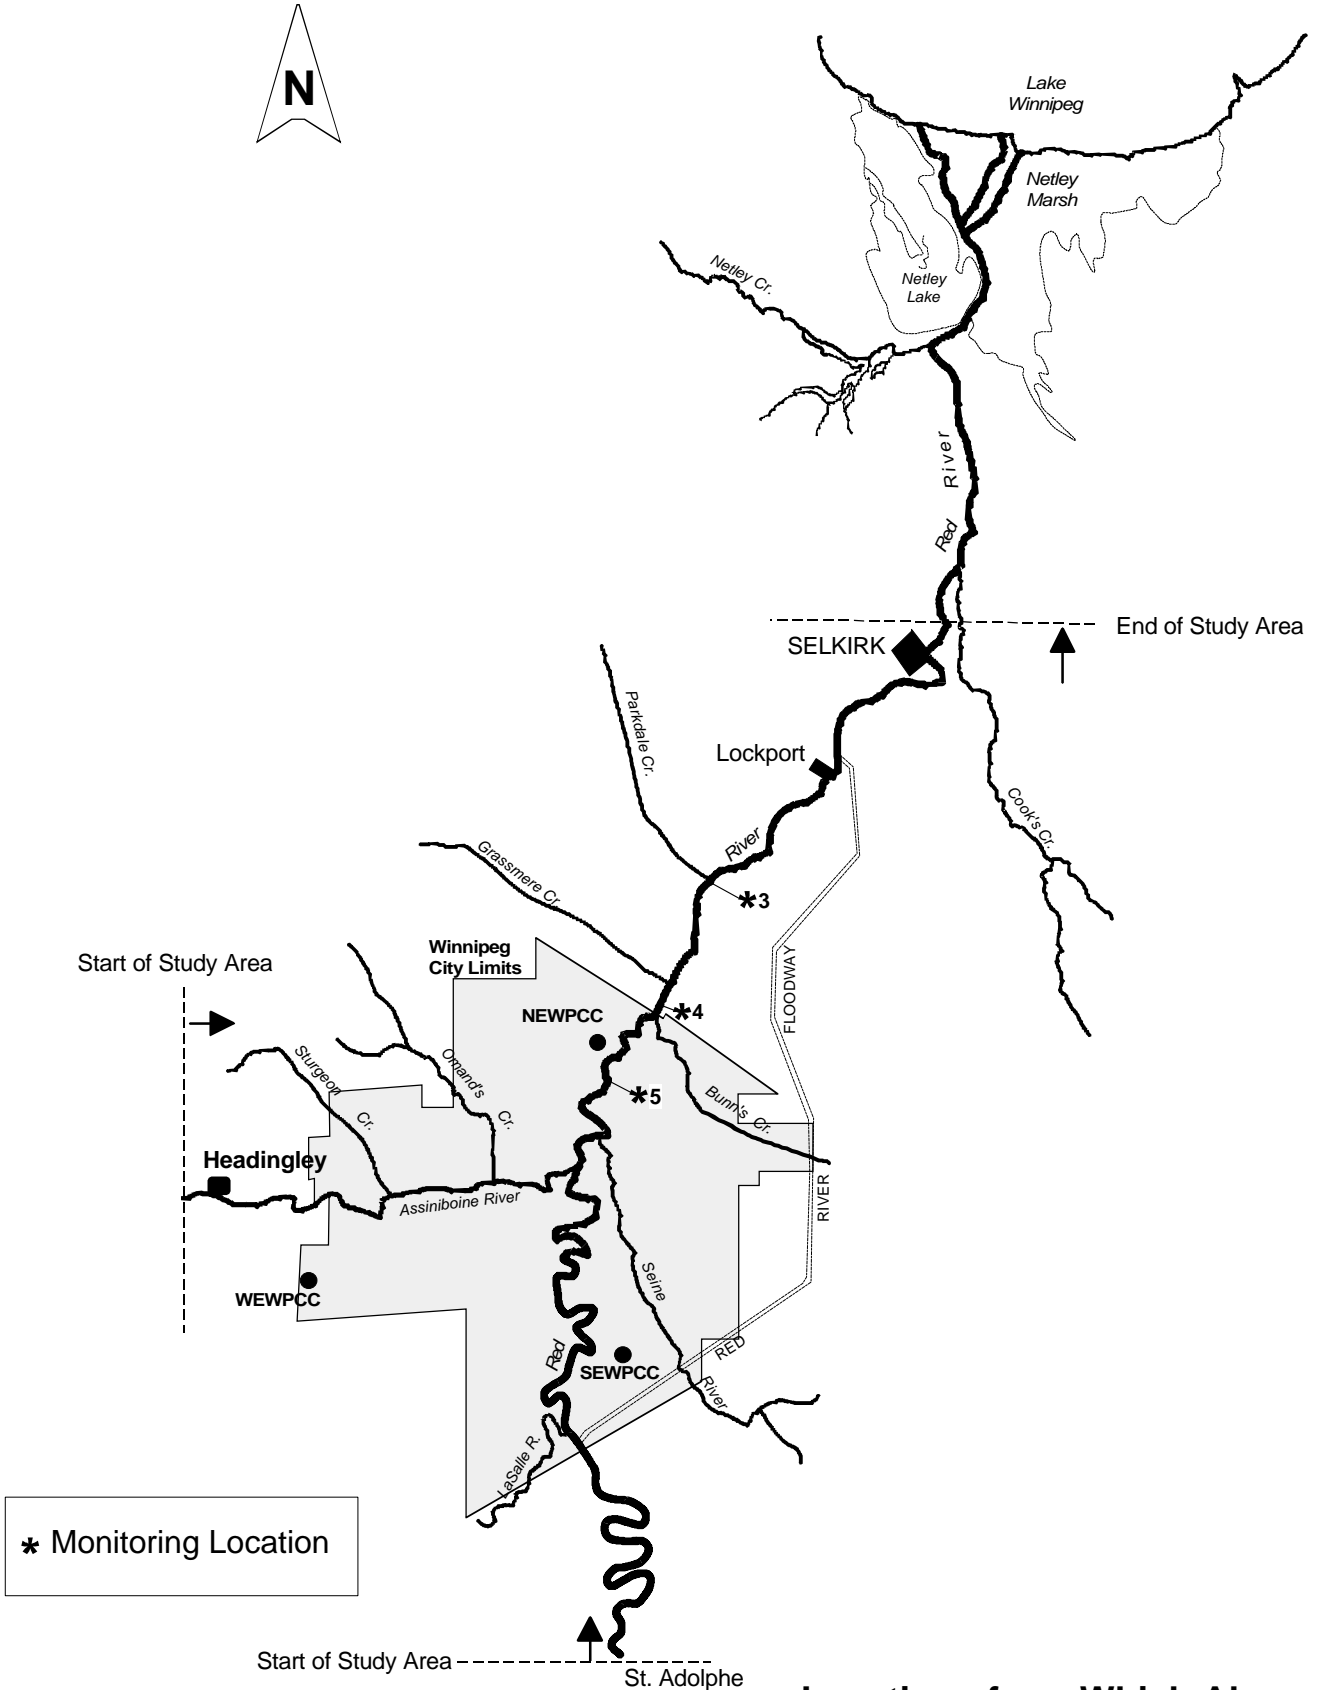 N
Lake
Winnipeg
Netley
Marsh
Netley Cr.
Netley
Lake
River
Red
End of Study Area
SELKIRK
Parkdale Cr.
Lockport
Cook's Cr.
River
Grassmere Cr.
*3
Winnipeg
City Limits
Start of Study Area
FLOODWAY
*4
NEWPCC
Sturgeon
Cr.
Omand's
Cr.
*5
Bunn's Cr.
Headingley
Assiniboine River
RIVER
Seine
WEWPCC
Red
RED
SEWPCC
River
LaSalle R.
* Monitoring Location
Start of Study Area
St. Adolphe